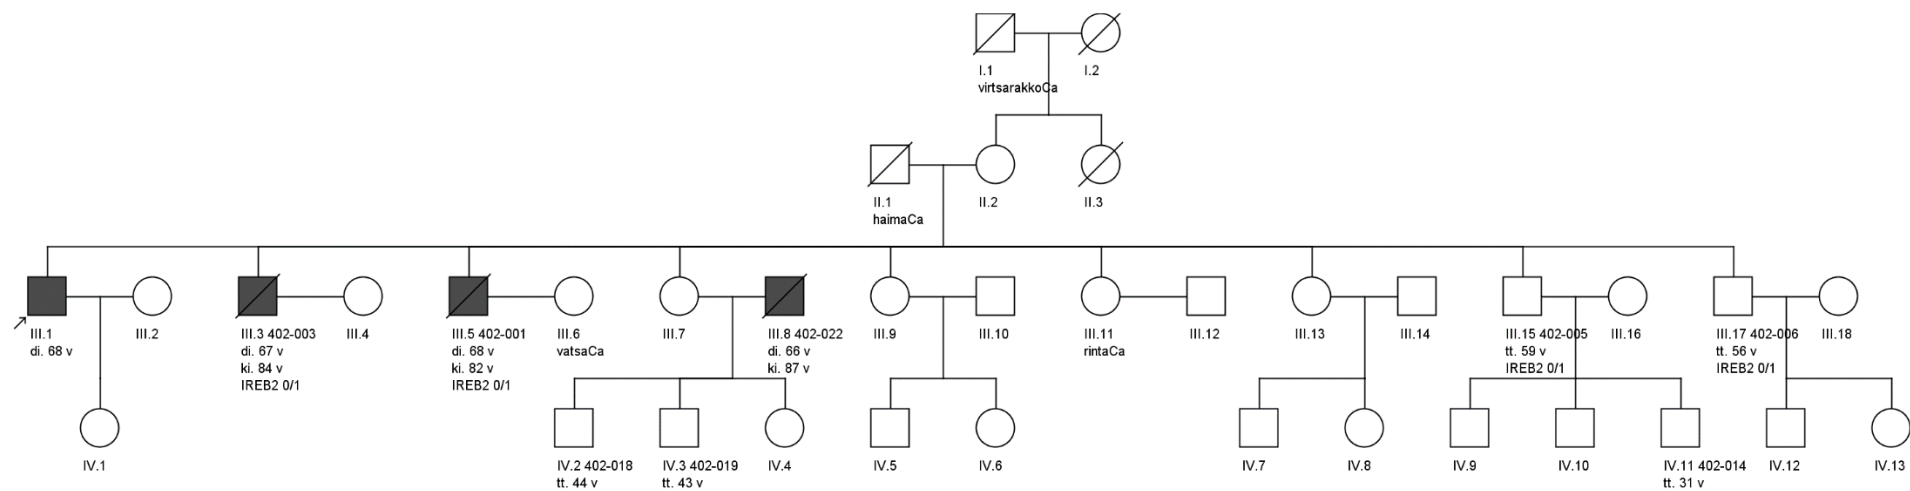 I.1
virtsarakkoCa
I.2
II.1
haimaCa
II.2
II.3
III.1
di. 68 v
III.2
III.3 402-003
di. 67 v
ki. 84 v
IREB2 0/1
III.4
III.5 402-001
di. 68 v
ki. 82 v
IREB2 0/1
III.6
vatsaCa
III.7
III.8 402-022
di. 66 v
ki. 87 v
III.9
III.10
III.11
rintaCa
III.12
III.13
III.14
III.15 402-005
tt. 59 v
IREB2 0/1
III.16
III.17 402-006
tt. 56 v
IREB2 0/1
III.18
IV.1
IV.2 402-018
tt. 44 v
IV.3 402-019
tt. 43 v
IV.4
IV.5
IV.6
IV.7
IV.8
IV.9
IV.10
IV.11 402-014
tt. 31 v
IV.12
IV.13